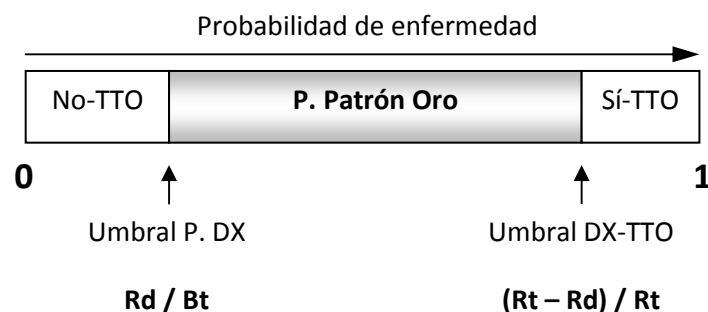 Probabilidad de enfermedad
No-TTO P. Patrón Oro Sí-TTO
0 1
Umbral P. DX Umbral DX-TTO
Rd / Bt (Rt – Rd) / Rt